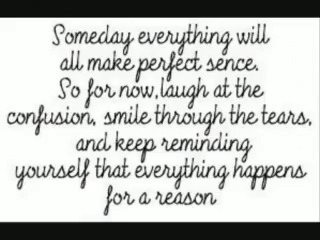 Someday everything will
all make perfect sence.
So for now,laugh at the
confusion, smile through the tears,
and keep reminding
yourself that everything happens
for a reason